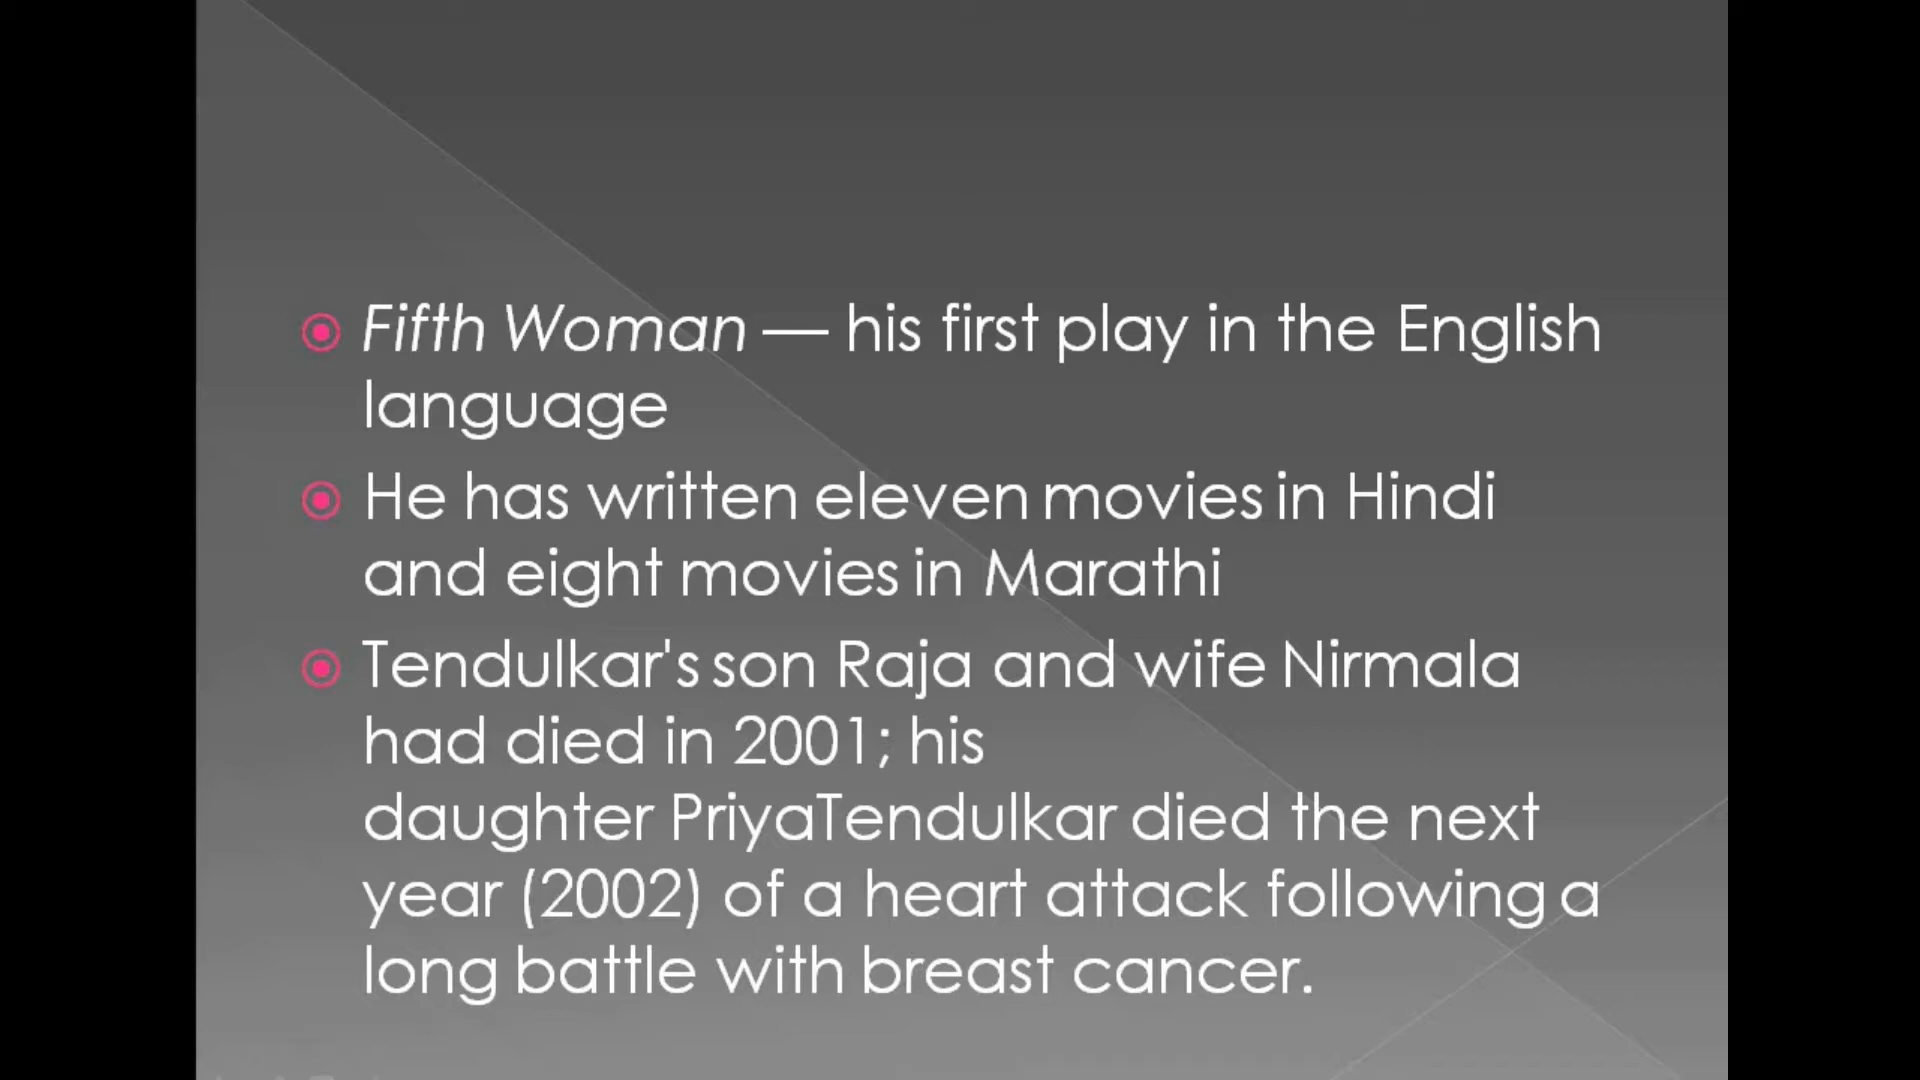 Fifth Woman — his first play in the English
language
He has written eleven movies in Hindi
and eight movies in Marathi
Tendulkar's son Raja and wife Nirmala
had died in 2001; his
daughter PriyaTendulkar died the next
year (2002) of a heart attack following a
long battle with breast cancer.